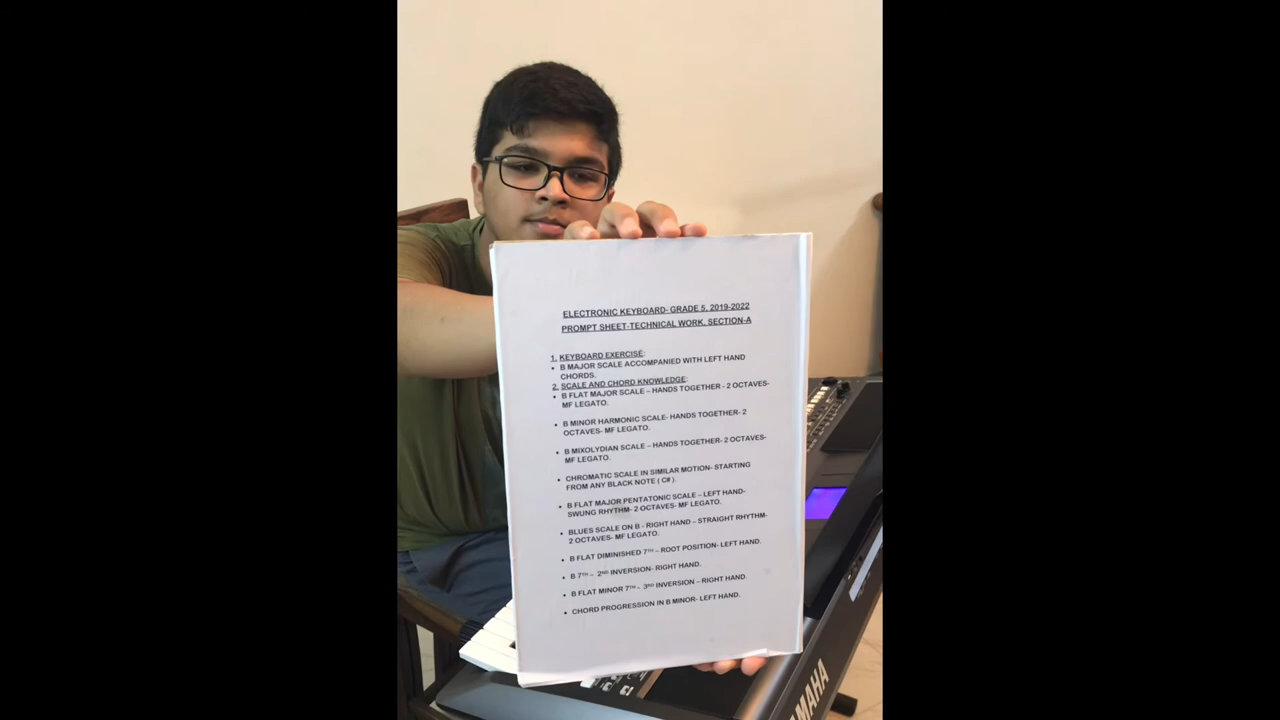 ELECTRONIC KEYBOARD- GRADE 5, 2019-2022
PROMPT SHEET-TECHNICAL WORK, SECTION-A
1. KEYBOARD EXERCISE:
• B MAJOR SCALE ACCOMPANIED WITH LEFT HAND
CHORDS.
2. SCALE AND CHORD KNOWLEDGE:
• B FLAT MAJOR SCALE – HANDS TOGETHER - 2 OCTAVES-
MF LEGATO.
• B MINOR HARMONIC SCALE- HANDS TOGETHER- 2
OCTAVES- MF LEGATO.
• B MIXOLYDIAN SCALE – HANDS TOGETHER- 2 OCTAVES-
MF LEGATO.
• CHROMATIC SCALE IN SIMILAR MOTION- STARTING
FROM ANY BLACK NOTE ( C# ).
• B FLAT MAJOR PENTATONIC SCALE – LEFT HAND-
SWUNG RHYTHM- 2 OCTAVES- MF LEGATO.
• BLUES SCALE ON B - RIGHT HAND – STRAIGHT RHYTHM-
2 OCTAVES- MF LEGATO.
• B FLAT DIMINISHED 7TH – ROOT POSITION- LEFT HAND.
• B 7TH – 2ND INVERSION- RIGHT HAND.
• B FLAT MINOR 7TH - 3RD INVERSION – RIGHT HAND.
• CHORD PROGRESSION IN B MINOR- LEFT HAND.
YAMAHA